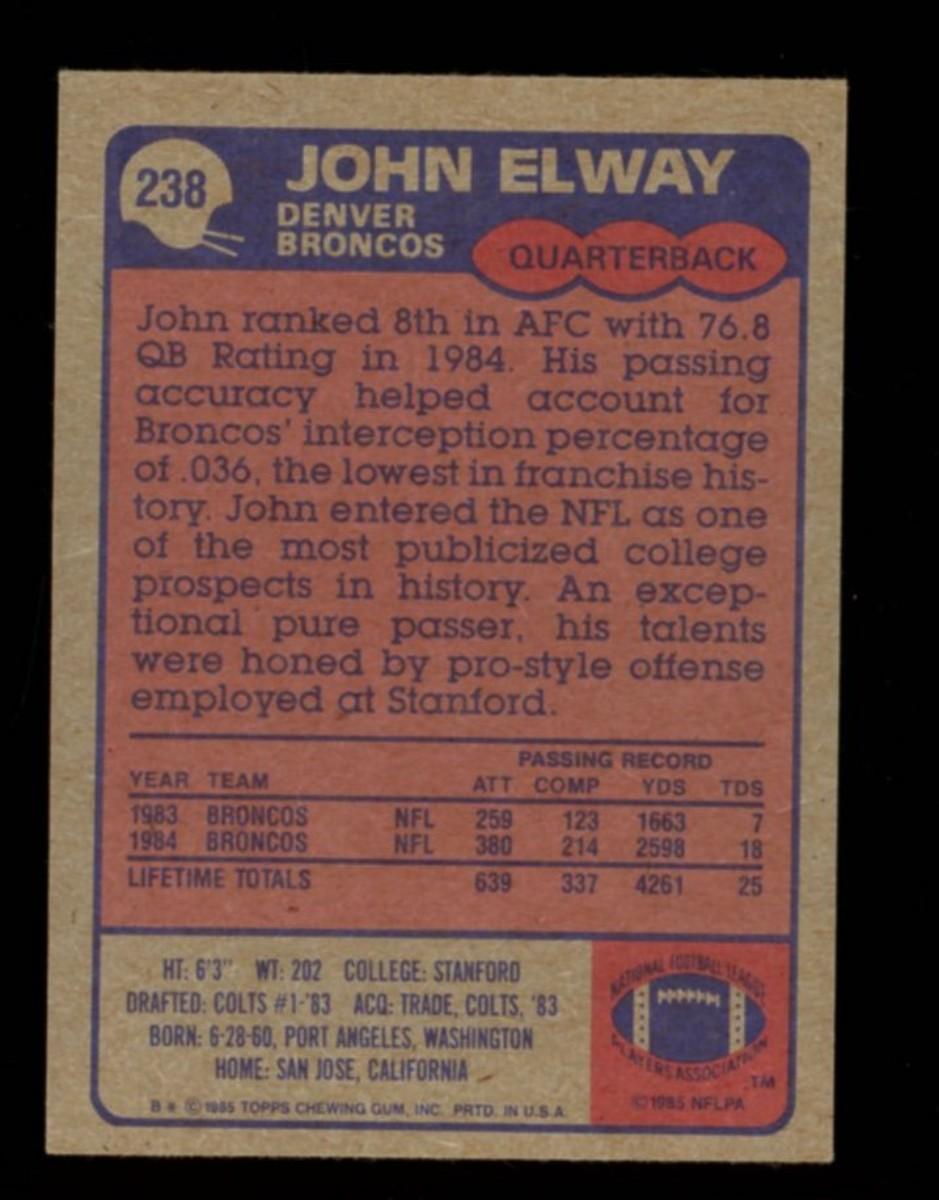 238
JOHN ELWAY
DENVER
BRONCOS
QUARTERBACK
John ranked 8th in AFC with 76.8
QB Rating in 1984. His passing
accuracy helped account for
Broncos' interception percentage
of .036, the lowest in franchise his-
tory. John entered the NFL as one
of the most publicized college
prospects in history. An excep-
tional pure passer, his talents
were honed by pro-style offense
employed at Stanford.
PASSING RECORD
YEAR TEAM ATT COMP YDS TDS
1983 BRONCOS NFL 259 123 1663 7
1984 BRONCOS NFL 380 214 2598 18
LIFETIME TOTALS 639 337 4261 25
HT: 6'3" WT: 202 COLLEGE: STANFORD
DRAFTED: COLTS #1-'83 ACQ: TRADE, COLTS, '83
BORN: 6-28-60, PORT ANGELES, WASHINGTON
HOME: SAN JOSE, CALIFORNIA
B * © 1985 TOPPS CHEWING GUM, INC. PRTD. IN U.S.A.
NATIONAL FOOTBALL LEAGUE
PLAYERS ASSOCIATION
TM
© 1985 NFLPA